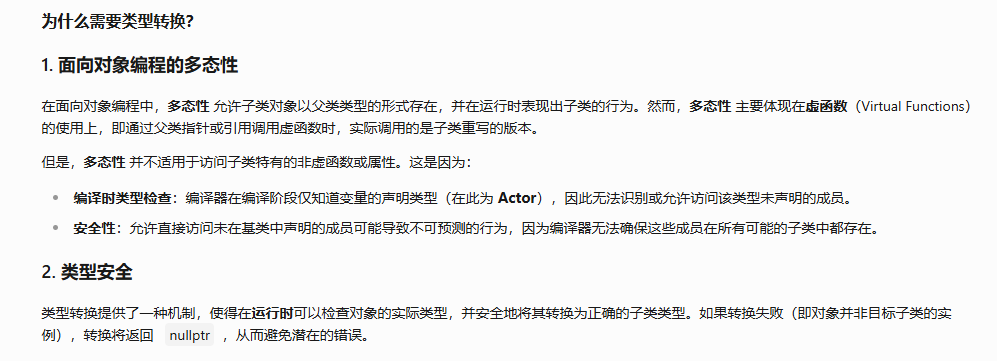 为什么需要类型转换?
1. 面向对象编程的多态性
在面向对象编程中，多态性 允许子类对象以父类类型的形式存在，并在运行时表现出子类的行为。然而，多态性 主要体现在虚函数（Virtual Functions）
的使用上，即通过父类指针或引用调用虚函数时，实际调用的是子类重写的版本。
但是，多态性 并不适用于访问子类特有的非虚函数或属性。这是因为：
• 编译时类型检查：编译器在编译阶段仅知道变量的声明类型（在此为 Actor），因此无法识别或允许访问该类型未声明的成员。
• 安全性：允许直接访问未在基类中声明的成员可能导致不可预测的行为，因为编译器无法确保这些成员在所有可能的子类中都存在。
2. 类型安全
类型转换提供了一种机制，使得在运行时可以检查对象的实际类型，并安全地将其转换为正确的子类类型。如果转换失败（即对象并非目标子类的实
例），转换将返回 nullptr ，从而避免潜在的错误。